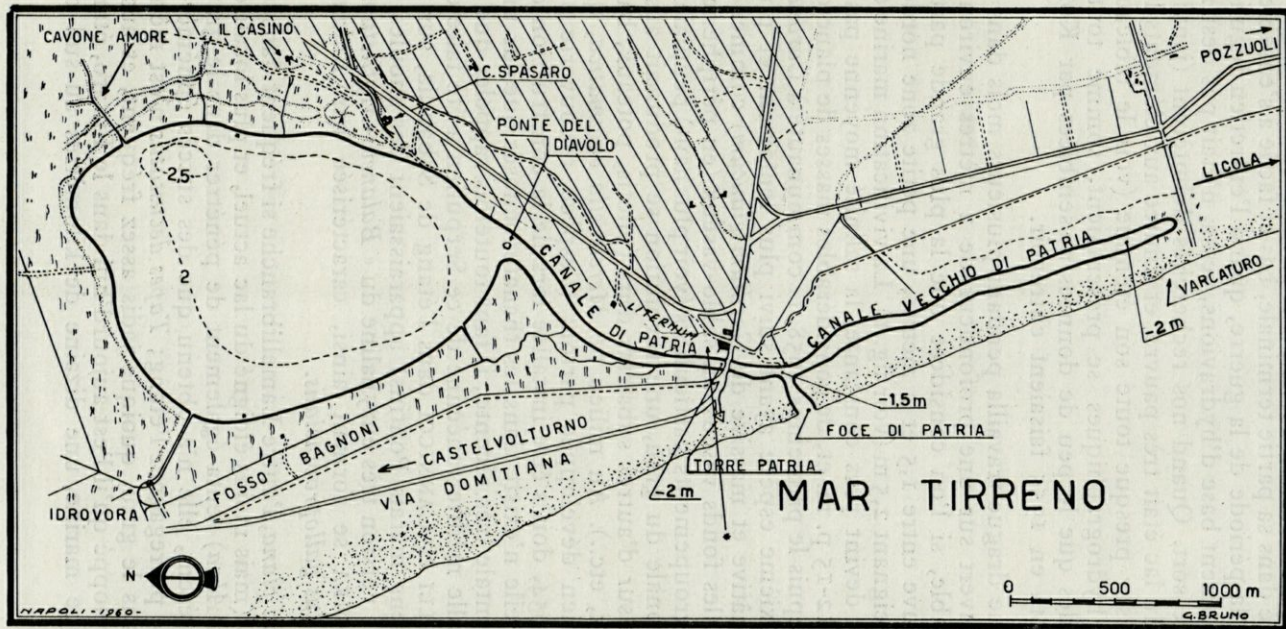 CAVONE AMORE
IL CASINO
C. SPASARO
PONTE DEL
DIAVOLO
POZZUOLI
LICOLA
VARCATURO
2,5
2
CANALE DI PATRIA
LITERNUM
CANALE VECCHIO DI PATRIA
-2m
-1,5m
FOCE DI PATRIA
TORRE PATRIA
-2m
FOSSO BAGNONI
CASTELVOLTURNO
VIA DOMITIANA
IDROVORA
MAR TIRRENO
N
0 500 1000 m
NAPOLI-1960-
G. BRUNO